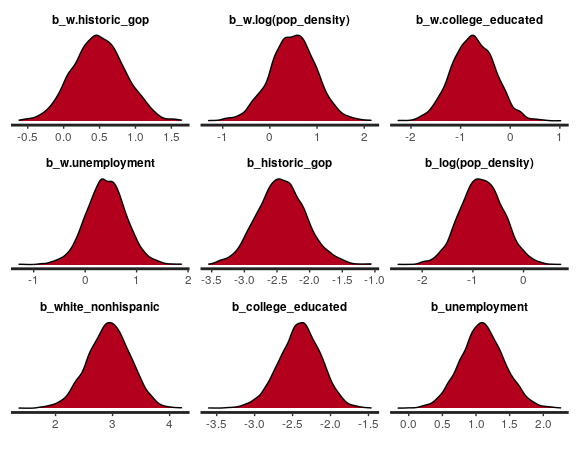 b_w.historic_gop b_w.log(pop_density) b_w.college_educated
-0.5 0.0 0.5 1.0 1.5 -1 0 1 2 -2 -1 0 1
b_w.unemployment b_historic_gop b_log(pop_density)
-1 0 1 2 -3.5 -3.0 -2.5 -2.0 -1.5 -1.0 -2 -1 0
b_white_nonhispanic b_college_educated b_unemployment
2 3 4 -3.5 -3.0 -2.5 -2.0 -1.5 0.0 0.5 1.0 1.5 2.0